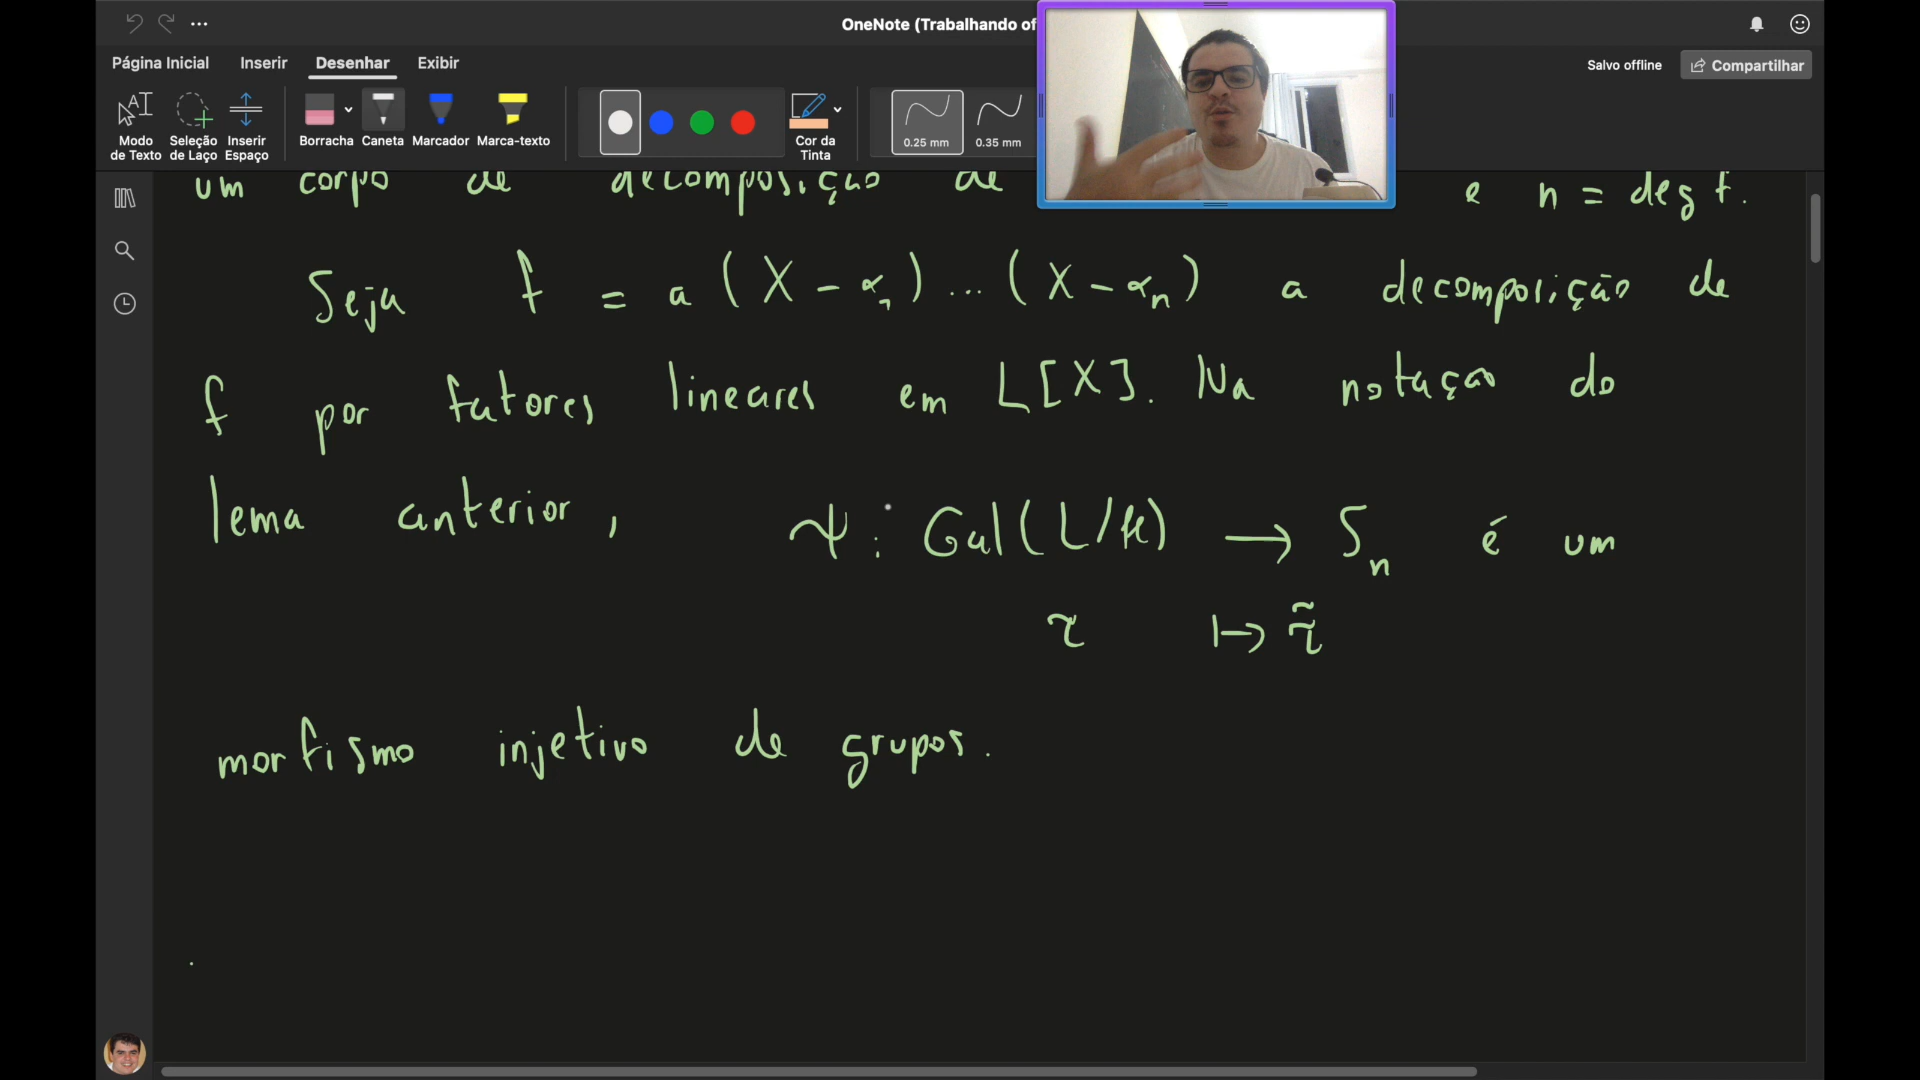 OneNote (Trabalhando of
Página Inicial Inserir Desenhar Exibir
Salvo offline Compartilhar
Modo de Texto Seleção de Laço Inserir Espaço Borracha Caneta Marcador Marca-texto Cor da Tinta 0.25 mm 0.35 mm
um corpo de decomposição de e n = deg f.
Seja f = a (X - α₁) ... (X - αₙ) a decomposição de
f por fatores lineares em L[X]. Na notação do
lema anterior, ψ: Gal(L/K) → Sₙ é um
τ ↦ τ̃
morfismo injetivo de grupos.